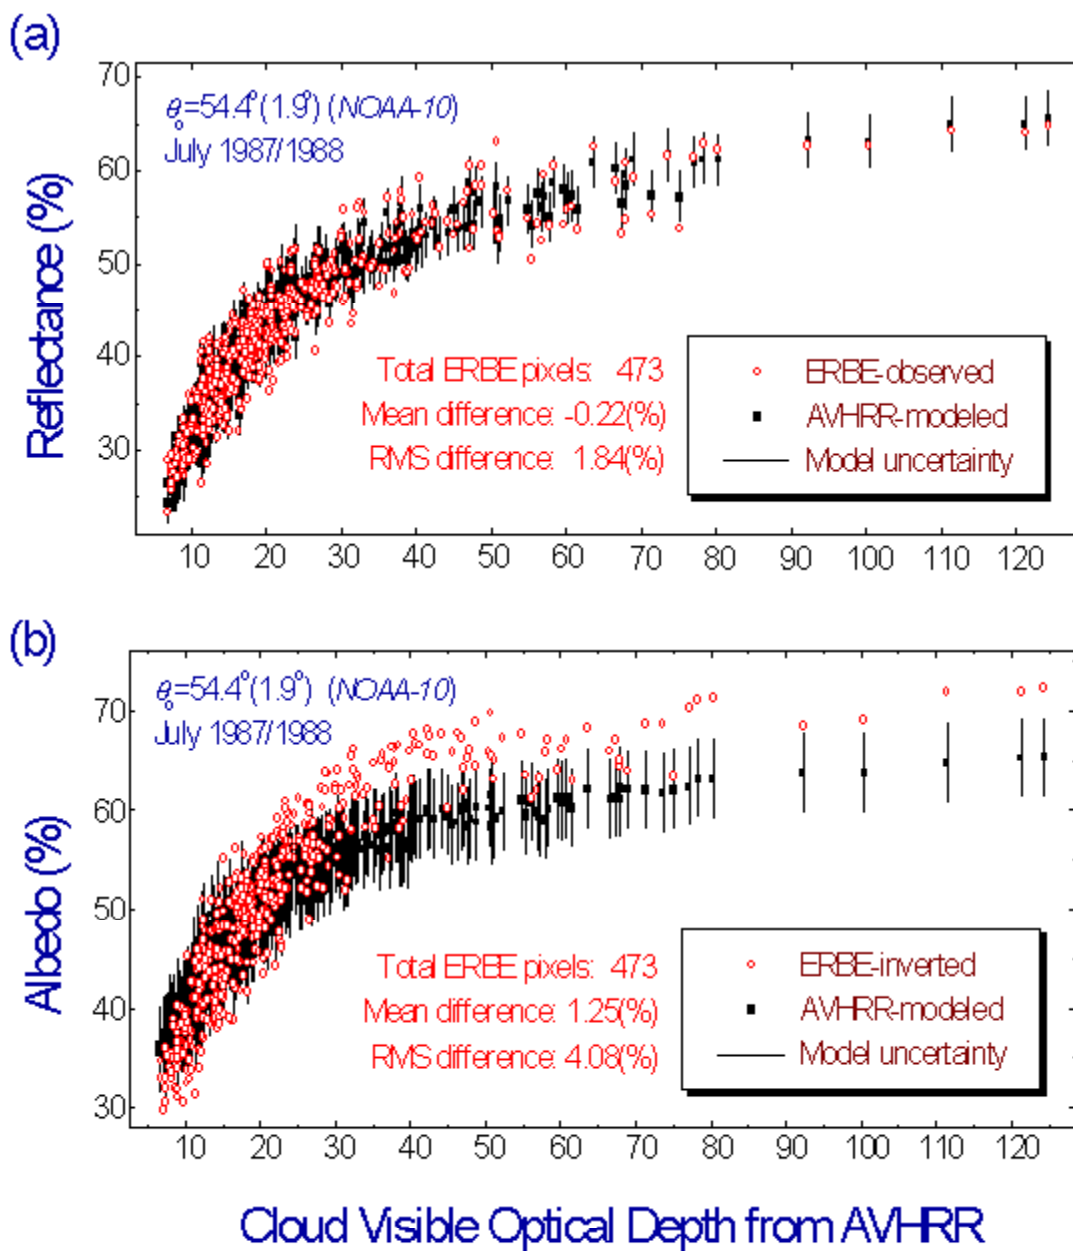 (a)
θₒ=54.4°(1.9°) (NOAA-10)
July 1987/1988
Reflectance (%)
70
60
50
40
30
Total ERBE pixels: 473
Mean difference: -0.22(%)
RMS difference: 1.84(%)
ERBE-observed
AVHRR-modeled
Model uncertainty
10 20 30 40 50 60 70 80 90 100 110 120
(b)
θₒ=54.4°(1.9°) (NOAA-10)
July 1987/1988
Albedo (%)
70
60
50
40
30
Total ERBE pixels: 473
Mean difference: 1.25(%)
RMS difference: 4.08(%)
ERBE-inverted
AVHRR-modeled
Model uncertainty
10 20 30 40 50 60 70 80 90 100 110 120
Cloud Visible Optical Depth from AVHRR